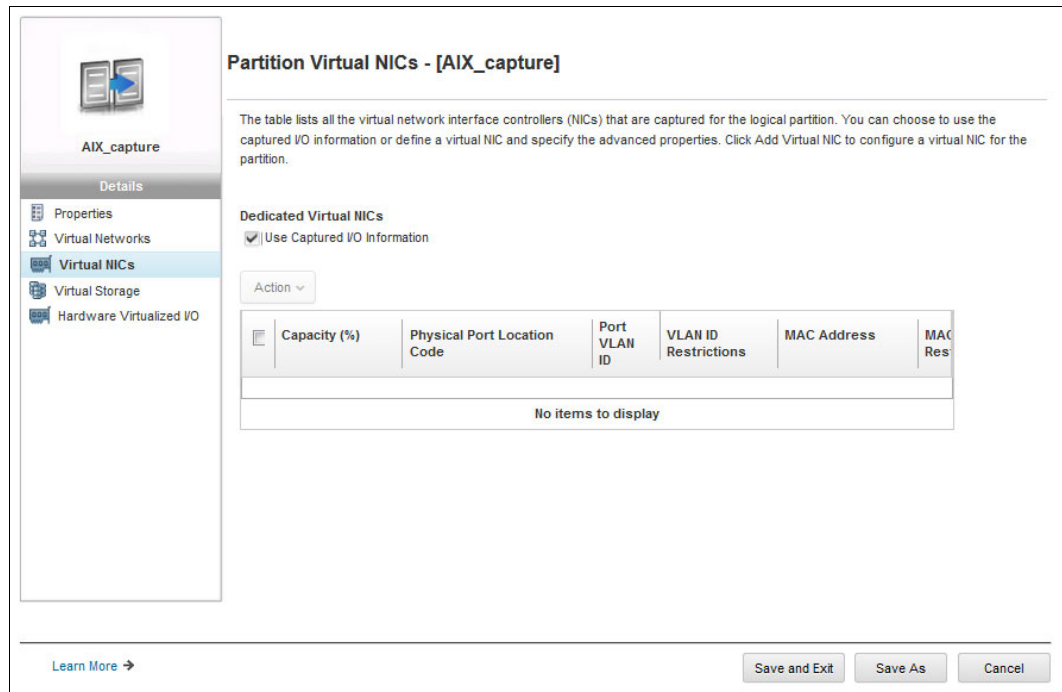 AIX_capture
Details
Properties
Virtual Networks
Virtual NICs
Virtual Storage
Hardware Virtualized I/O
Partition Virtual NICs - [AIX_capture]
The table lists all the virtual network interface controllers (NICs) that are captured for the logical partition. You can choose to use the
captured I/O information or define a virtual NIC and specify the advanced properties. Click Add Virtual NIC to configure a virtual NIC for the
partition.
Dedicated Virtual NICs
Use Captured I/O Information
Action
Capacity (%)
Physical Port Location
Code
Port
VLAN
ID
VLAN ID
Restrictions
MAC Address
No items to display
Learn More →
Save and Exit
Save As
Cancel